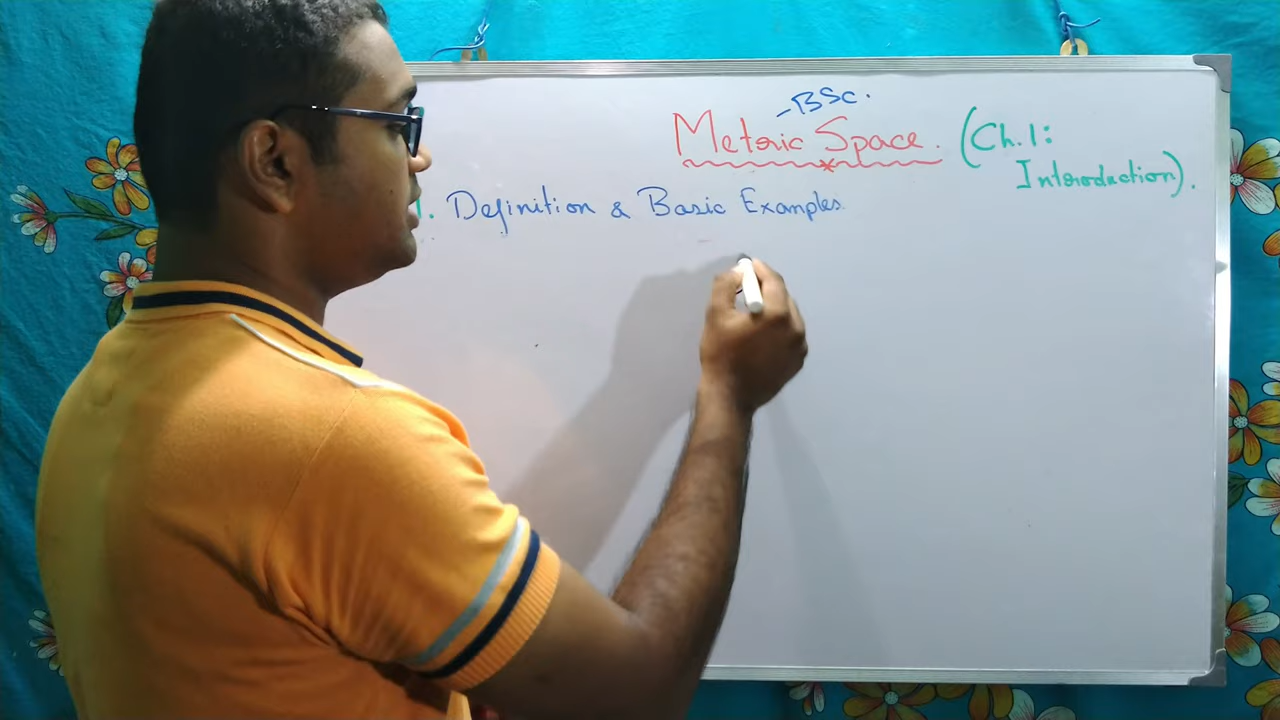 -BSc.
Metric Space. (Ch.1:
Introduction).
1. Definition & Basic Examples